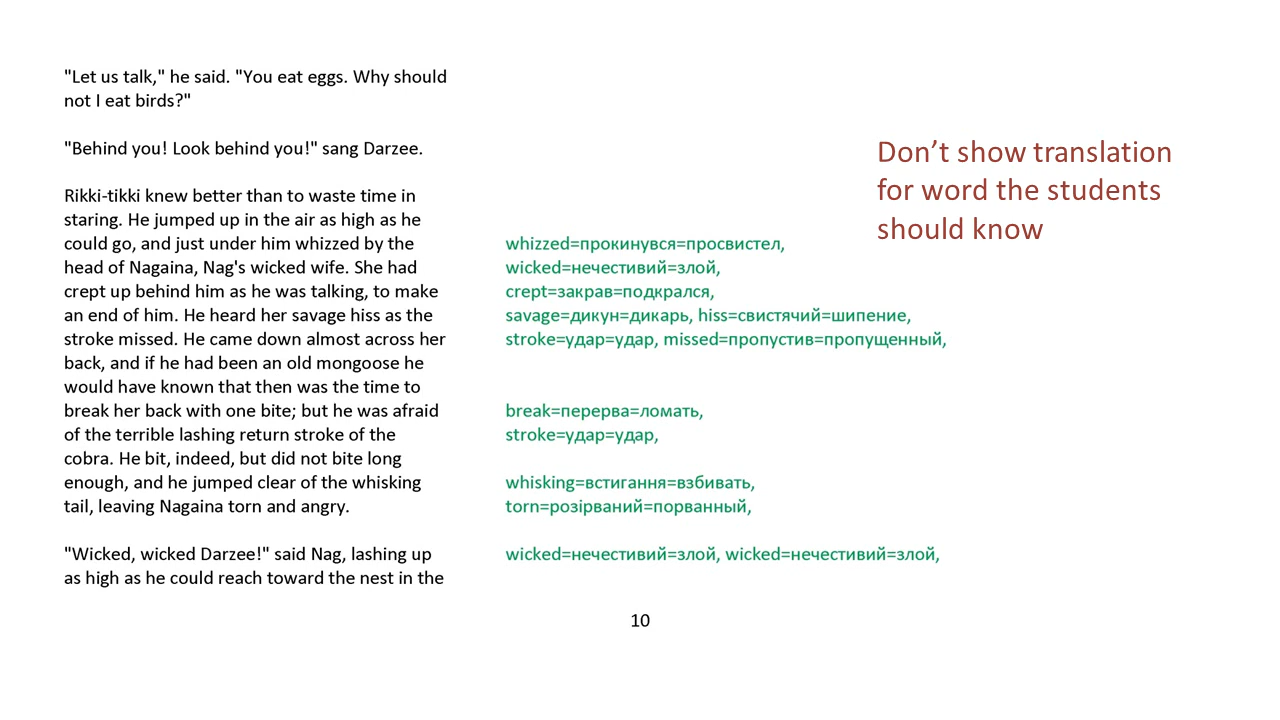 "Let us talk," he said. "You eat eggs. Why should
not I eat birds?"
"Behind you! Look behind you!" sang Darzee.
Rikki-tikki knew better than to waste time in
staring. He jumped up in the air as high as he
could go, and just under him whizzed by the
head of Nagaina, Nag's wicked wife. She had
crept up behind him as he was talking, to make
an end of him. He heard her savage hiss as the
stroke missed. He came down almost across her
back, and if he had been an old mongoose he
would have known that then was the time to
break her back with one bite; but he was afraid
of the terrible lashing return stroke of the
cobra. He bit, indeed, but did not bite long
enough, and he jumped clear of the whisking
tail, leaving Nagaina torn and angry.
"Wicked, wicked Darzee!" said Nag, lashing up
as high as he could reach toward the nest in the
whizzed=прокинувся=просвистел,
wicked=нечестивий=злой,
crept=закрав=подкрался,
savage=дикун=дикарь, hiss=свистячий=шипение,
stroke=удар=удар, missed=пропустив=пропущенный,
break=перерва=ломать,
stroke=удар=удар,
whisking=встигання=взбивать,
torn=розірваний=порванный,
wicked=нечестивий=злой, wicked=нечестивий=злой,
Don’t show translation
for word the students
should know
10